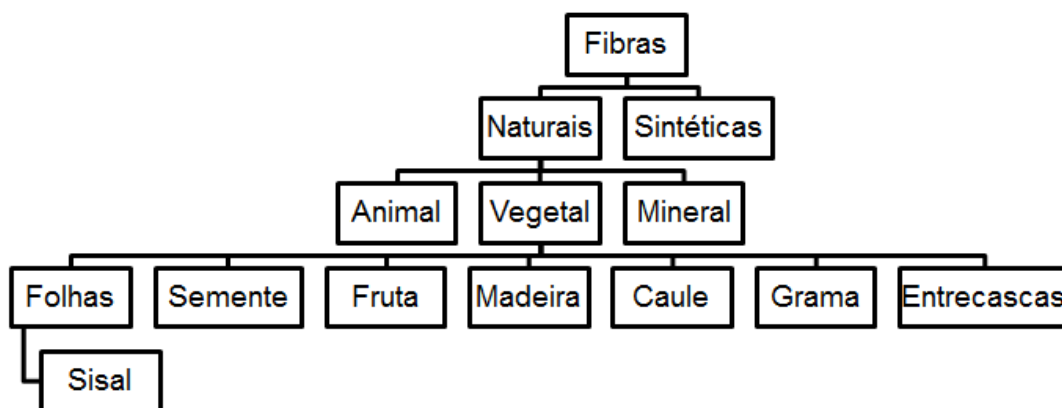 Fibras
Naturais
Sintéticas
Animal
Vegetal
Mineral
Folhas
Semente
Fruta
Madeira
Caule
Grama
Entrecascas
Sisal